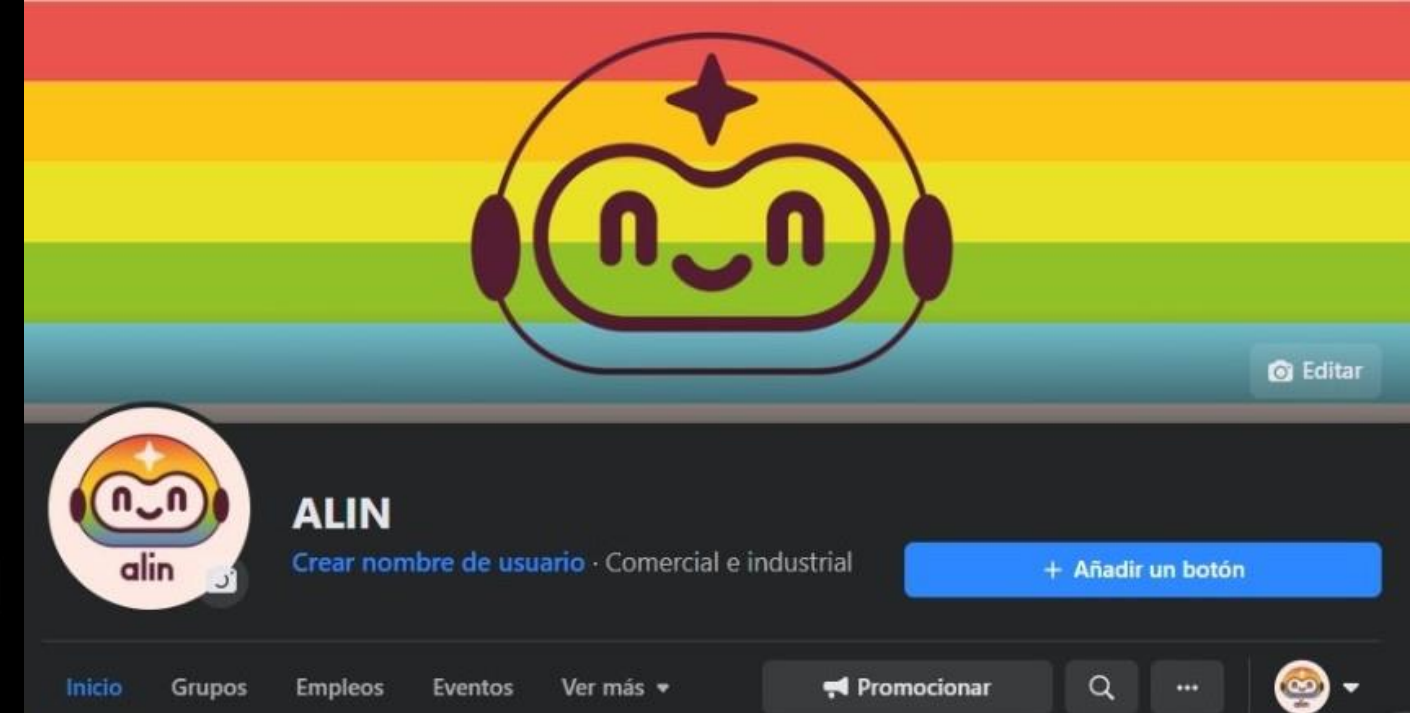 Editar
alin
ALIN
Crear nombre de usuario · Comercial e industrial
+ Añadir un botón
Inicio Grupos Empleos Eventos Ver más Promocionar ...